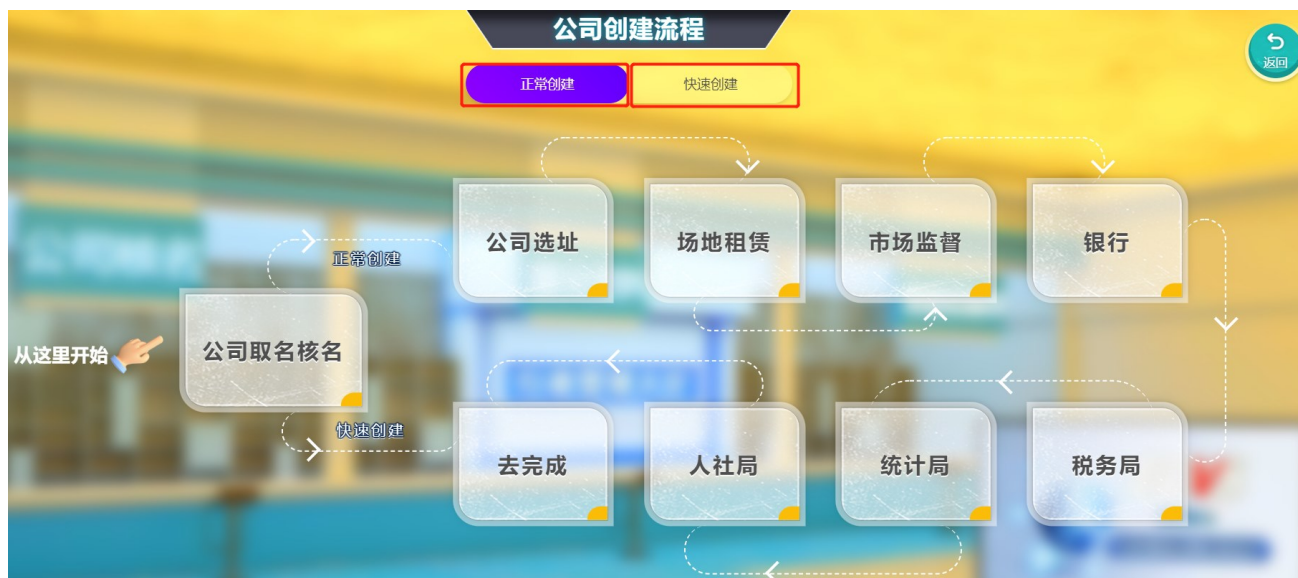 公司创建流程
返回
正常创建
快速创建
公司选址
场地租赁
市场监督
银行
正常创建
从这里开始
公司取名核名
快速创建
去完成
人社局
统计局
税务局